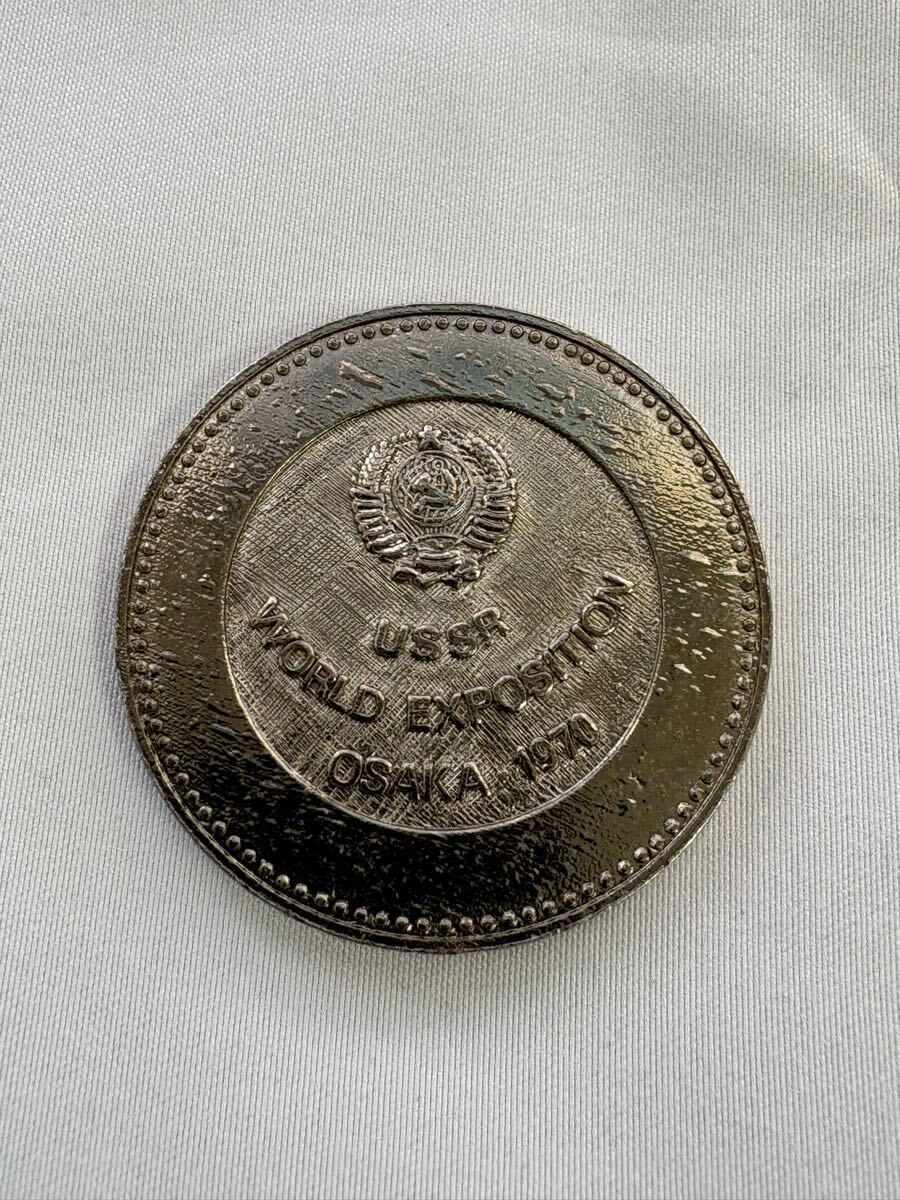 USSR
WORLD EXPOSITION
OSAKA 1970